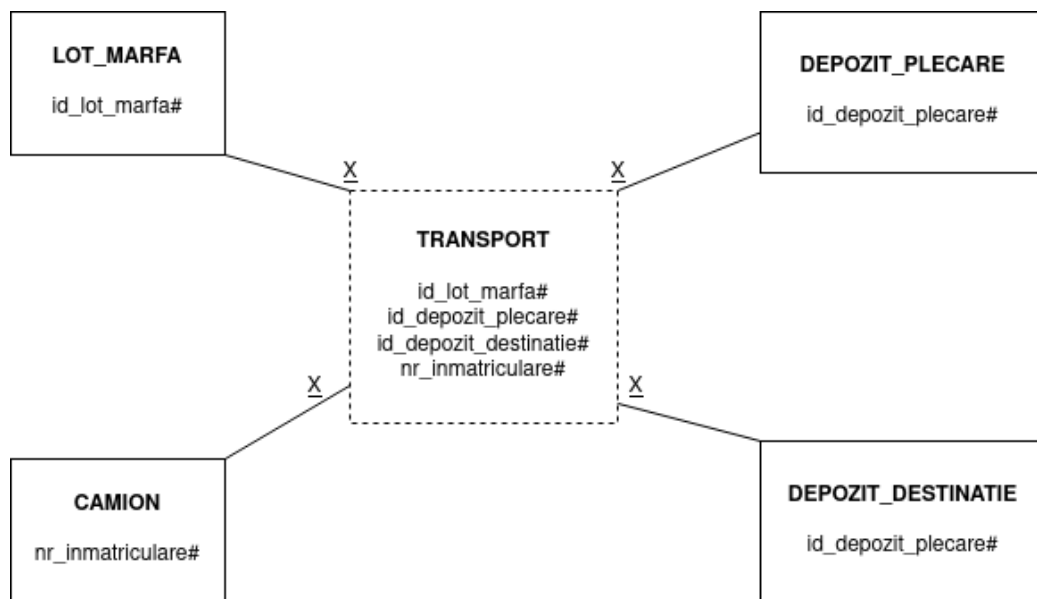 LOT_MARFA
id_lot_marfa#
DEPOZIT_PLECARE
id_depozit_plecare#
X
X
TRANSPORT
id_lot_marfa#
id_depozit_plecare#
id_depozit_destinatie#
nr_inmatriculare#
X
X
CAMION
nr_inmatriculare#
DEPOZIT_DESTINATIE
id_depozit_plecare#